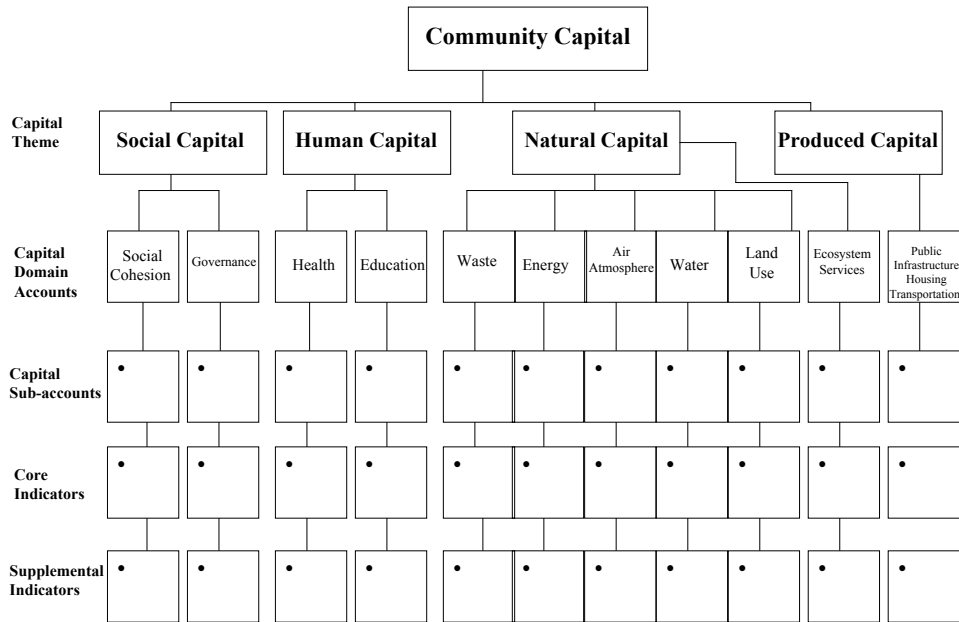 Community Capital
Capital
Theme
Social Capital
Human Capital
Natural Capital
Produced Capital
Capital
Domain
Accounts
Social
Cohesion
Governance
Health
Education
Waste
Energy
Air
Atmosphere
Water
Land
Use
Ecosystem
Services
Public
Infrastructure
Housing
Transportation
Capital
Sub-accounts
•
•
•
•
•
•
•
•
•
•
•
Core
Indicators
•
•
•
•
•
•
•
•
•
•
•
Supplemental
Indicators
•
•
•
•
•
•
•
•
•
•
•